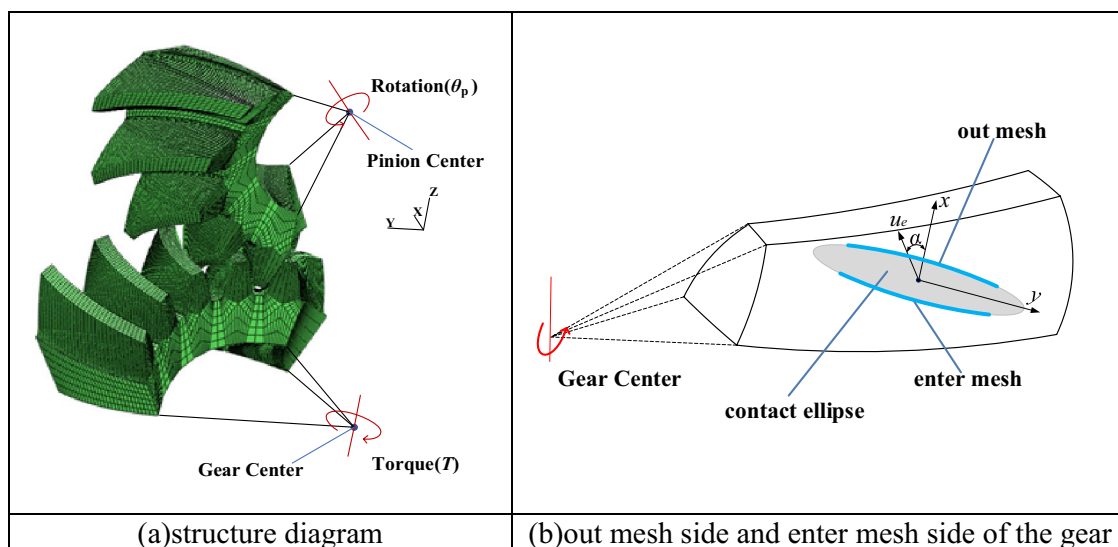 Rotation(θp)
Pinion Center
Z
X
Y
Gear Center
Torque(T)
out mesh
x
ue
α
y
Gear Center
enter mesh
contact ellipse
(a)structure diagram
(b)out mesh side and enter mesh side of the gear